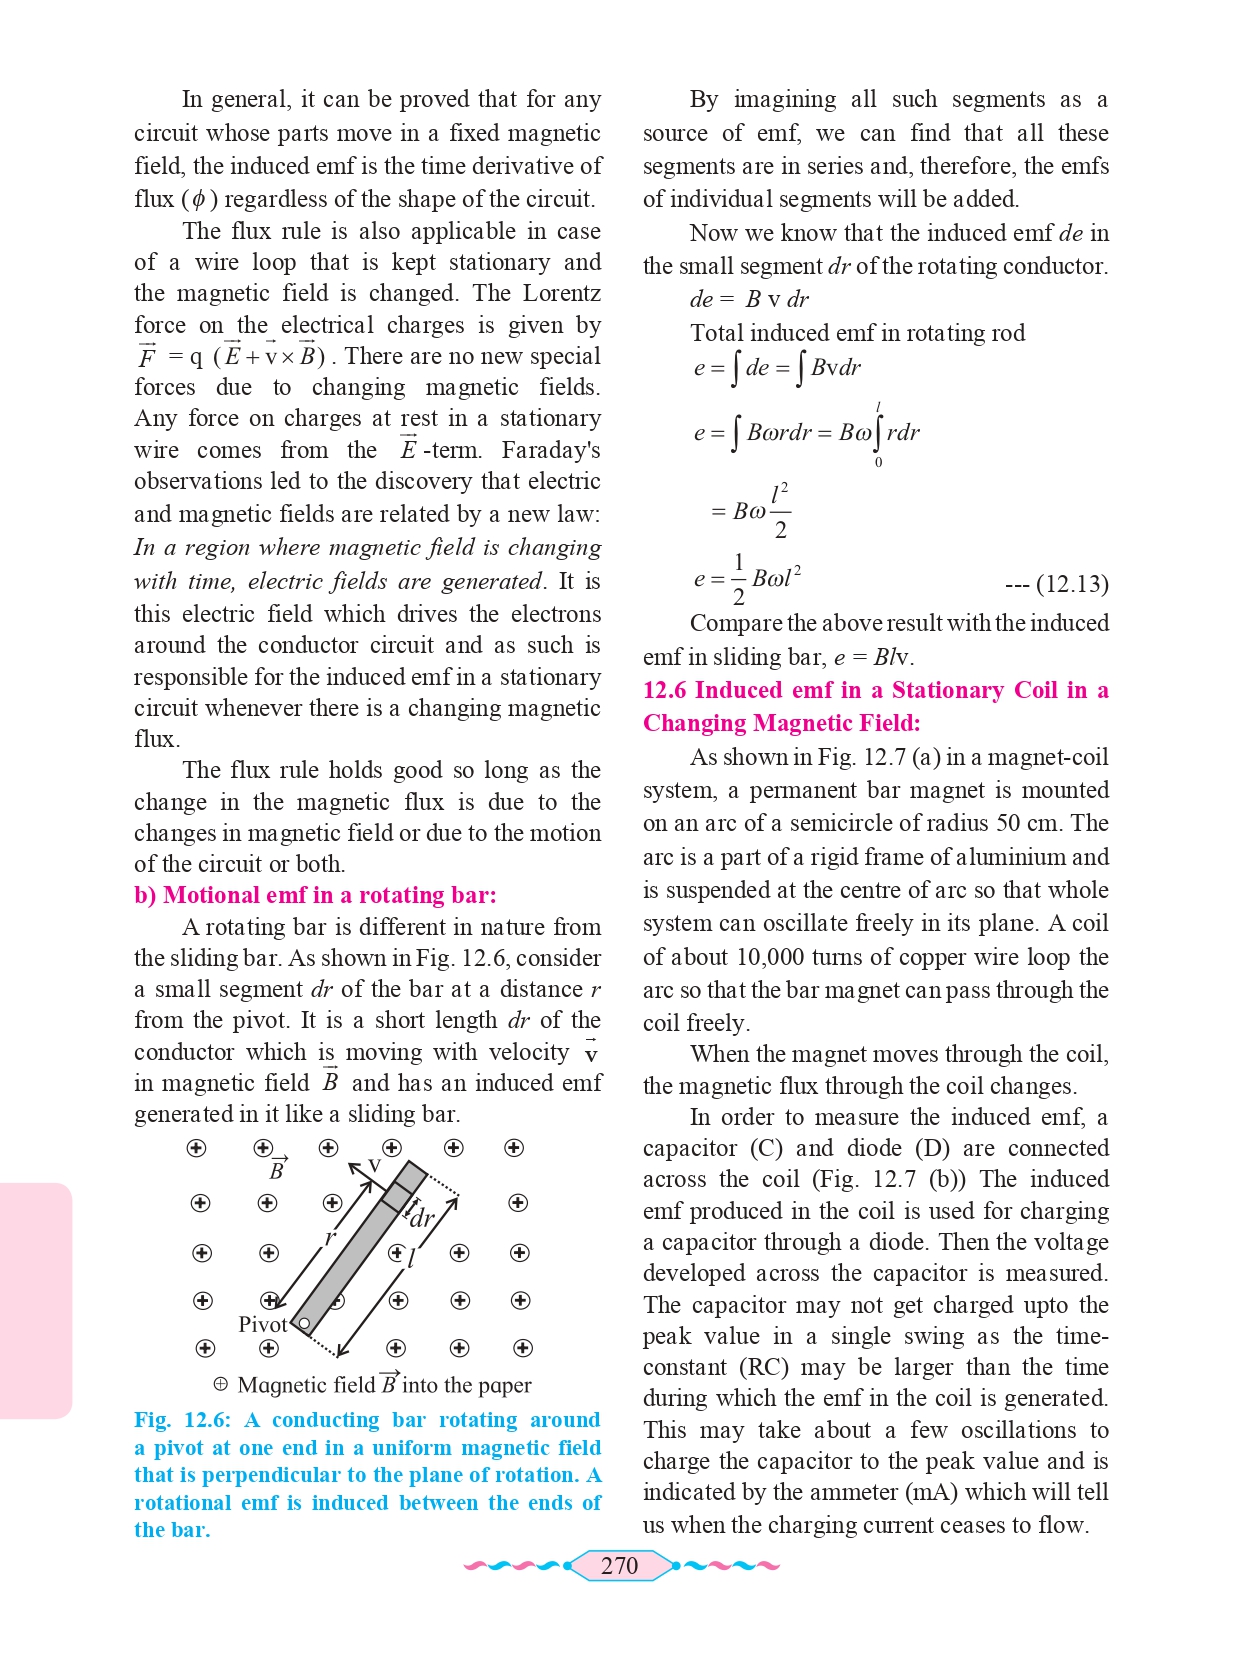 In general, it can be proved that for any
circuit whose parts move in a fixed magnetic
field, the induced emf is the time derivative of
flux (ϕ) regardless of the shape of the circuit.
The flux rule is also applicable in case
of a wire loop that is kept stationary and
the magnetic field is changed. The Lorentz
force on the electrical charges is given by
F⃗ = q (E⃗ + v⃗ × B⃗). There are no new special
forces due to changing magnetic fields.
Any force on charges at rest in a stationary
wire comes from the E⃗ -term. Faraday's
observations led to the discovery that electric
and magnetic fields are related by a new law:
In a region where magnetic field is changing
with time, electric fields are generated. It is
this electric field which drives the electrons
around the conductor circuit and as such is
responsible for the induced emf in a stationary
circuit whenever there is a changing magnetic
flux.
The flux rule holds good so long as the
change in the magnetic flux is due to the
changes in magnetic field or due to the motion
of the circuit or both.
b) Motional emf in a rotating bar:
A rotating bar is different in nature from
the sliding bar. As shown in Fig. 12.6, consider
a small segment dr of the bar at a distance r
from the pivot. It is a short length dr of the
conductor which is moving with velocity v⃗
in magnetic field B⃗ and has an induced emf
generated in it like a sliding bar.
B⃗
v
dr
r
l
Pivot
⊕ Magnetic field B⃗ into the paper
Fig. 12.6: A conducting bar rotating around
a pivot at one end in a uniform magnetic field
that is perpendicular to the plane of rotation. A
rotational emf is induced between the ends of
the bar.
By imagining all such segments as a
source of emf, we can find that all these
segments are in series and, therefore, the emfs
of individual segments will be added.
Now we know that the induced emf de in
the small segment dr of the rotating conductor.
de = B v dr
Total induced emf in rotating rod
e = ∫ de = ∫ Bvdr
e = ∫ Bωrdr = Bω ∫₀ˡ rdr
= Bω l²/2
e = 1/2 Bωl² --- (12.13)
Compare the above result with the induced
emf in sliding bar, e = Blv.
12.6 Induced emf in a Stationary Coil in a
Changing Magnetic Field:
As shown in Fig. 12.7 (a) in a magnet-coil
system, a permanent bar magnet is mounted
on an arc of a semicircle of radius 50 cm. The
arc is a part of a rigid frame of aluminium and
is suspended at the centre of arc so that whole
system can oscillate freely in its plane. A coil
of about 10,000 turns of copper wire loop the
arc so that the bar magnet can pass through the
coil freely.
When the magnet moves through the coil,
the magnetic flux through the coil changes.
In order to measure the induced emf, a
capacitor (C) and diode (D) are connected
across the coil (Fig. 12.7 (b)) The induced
emf produced in the coil is used for charging
a capacitor through a diode. Then the voltage
developed across the capacitor is measured.
The capacitor may not get charged upto the
peak value in a single swing as the time-
constant (RC) may be larger than the time
during which the emf in the coil is generated.
This may take about a few oscillations to
charge the capacitor to the peak value and is
indicated by the ammeter (mA) which will tell
us when the charging current ceases to flow.
270